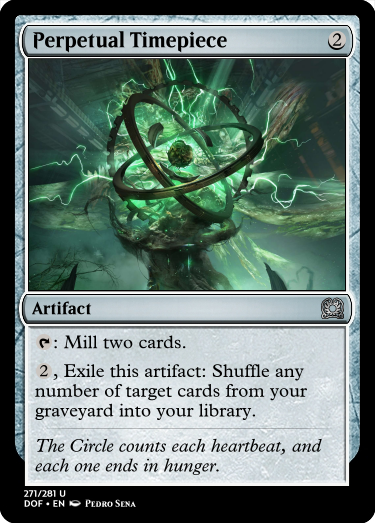 Perpetual Timepiece 2
Artifact
: Mill two cards.
2, Exile this artifact: Shuffle any
number of target cards from your
graveyard into your library.
The Circle counts each heartbeat, and
each one ends in hunger.
271/281 U
DOF • EN Pedro Sena